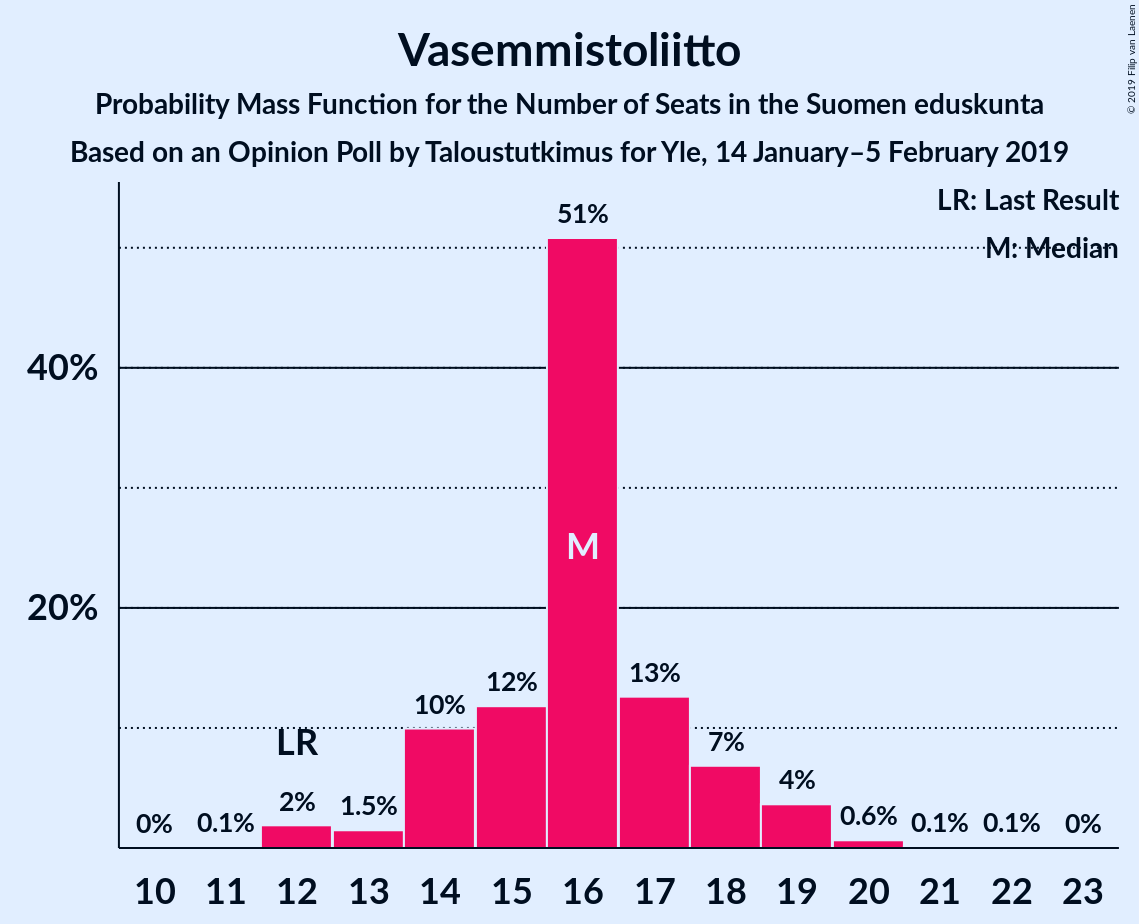 Vasemmistoliitto
Probability Mass Function for the Number of Seats in the Suomen eduskunta
Based on an Opinion Poll by Taloustutkimus for Yle, 14 January–5 February 2019
© 2019 Filip van Laenen
LR: Last Result
M: Median
40%
20%
0%
0.1%
LR
2%
1.5%
10%
12%
51%
M
13%
7%
4%
0.6%
0.1%
0.1%
0%
10 11 12 13 14 15 16 17 18 19 20 21 22 23